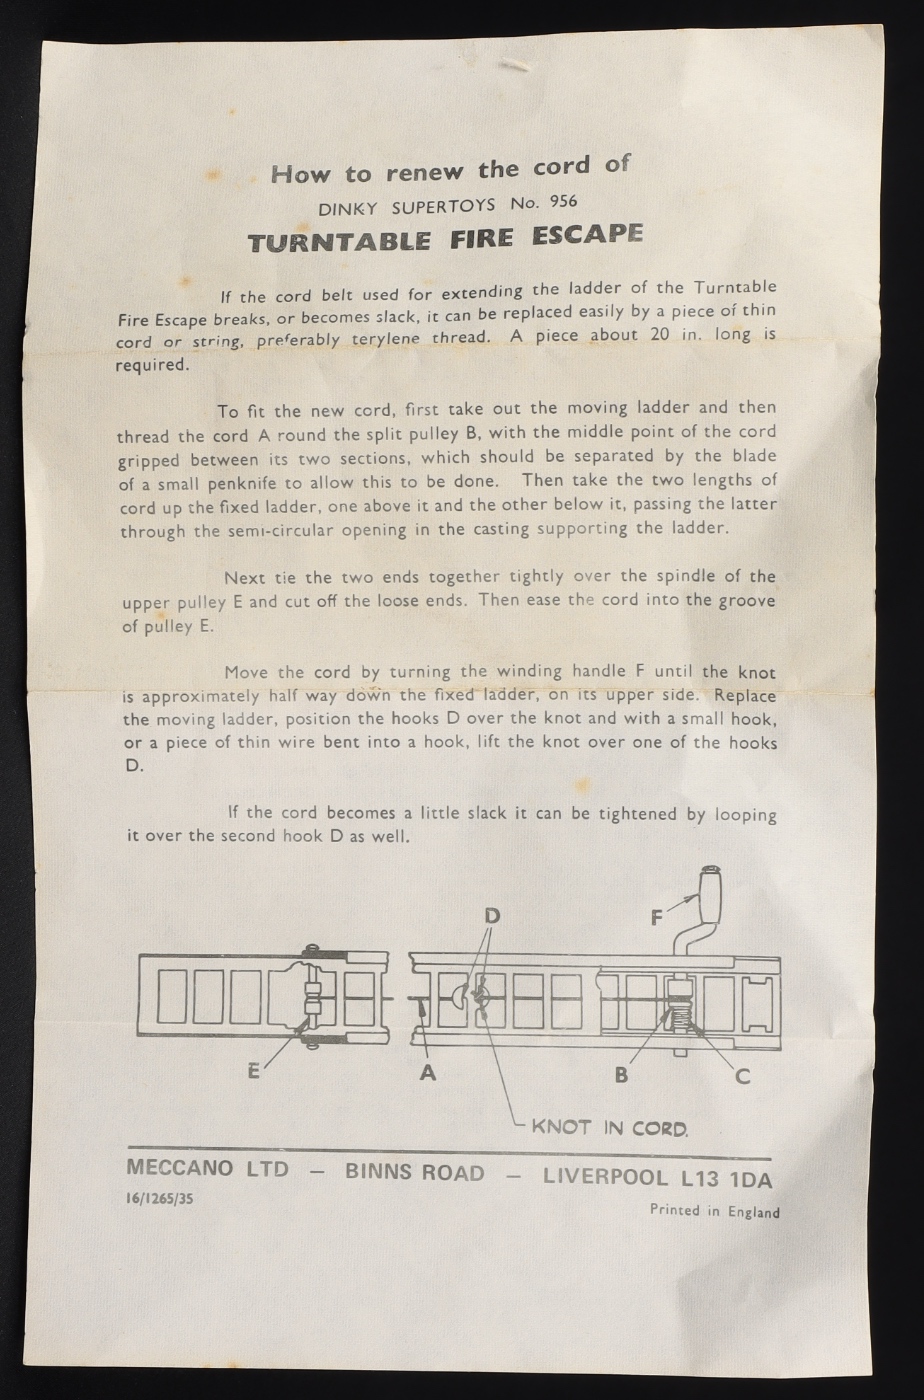 How to renew the cord of
DINKY SUPERTOYS No. 956
TURNTABLE FIRE ESCAPE
If the cord belt used for extending the ladder of the Turntable
Fire Escape breaks, or becomes slack, it can be replaced easily by a piece of thin
cord or string, preferably terylene thread. A piece about 20 in. long is
required.
To fit the new cord, first take out the moving ladder and then
thread the cord A round the split pulley B, with the middle point of the cord
gripped between its two sections, which should be separated by the blade
of a small penknife to allow this to be done. Then take the two lengths of
cord up the fixed ladder, one above it and the other below it, passing the latter
through the semi-circular opening in the casting supporting the ladder.
Next tie the two ends together tightly over the spindle of the
upper pulley E and cut off the loose ends. Then ease the cord into the groove
of pulley E.
Move the cord by turning the winding handle F until the knot
is approximately half way down the fixed ladder, on its upper side. Replace
the moving ladder, position the hooks D over the knot and with a small hook,
or a piece of thin wire bent into a hook, lift the knot over one of the hooks
D.
If the cord becomes a little slack it can be tightened by looping
it over the second hook D as well.
D
F
E
A
B
C
KNOT IN CORD.
MECCANO LTD — BINNS ROAD — LIVERPOOL L13 1DA
16/1265/35
Printed in England